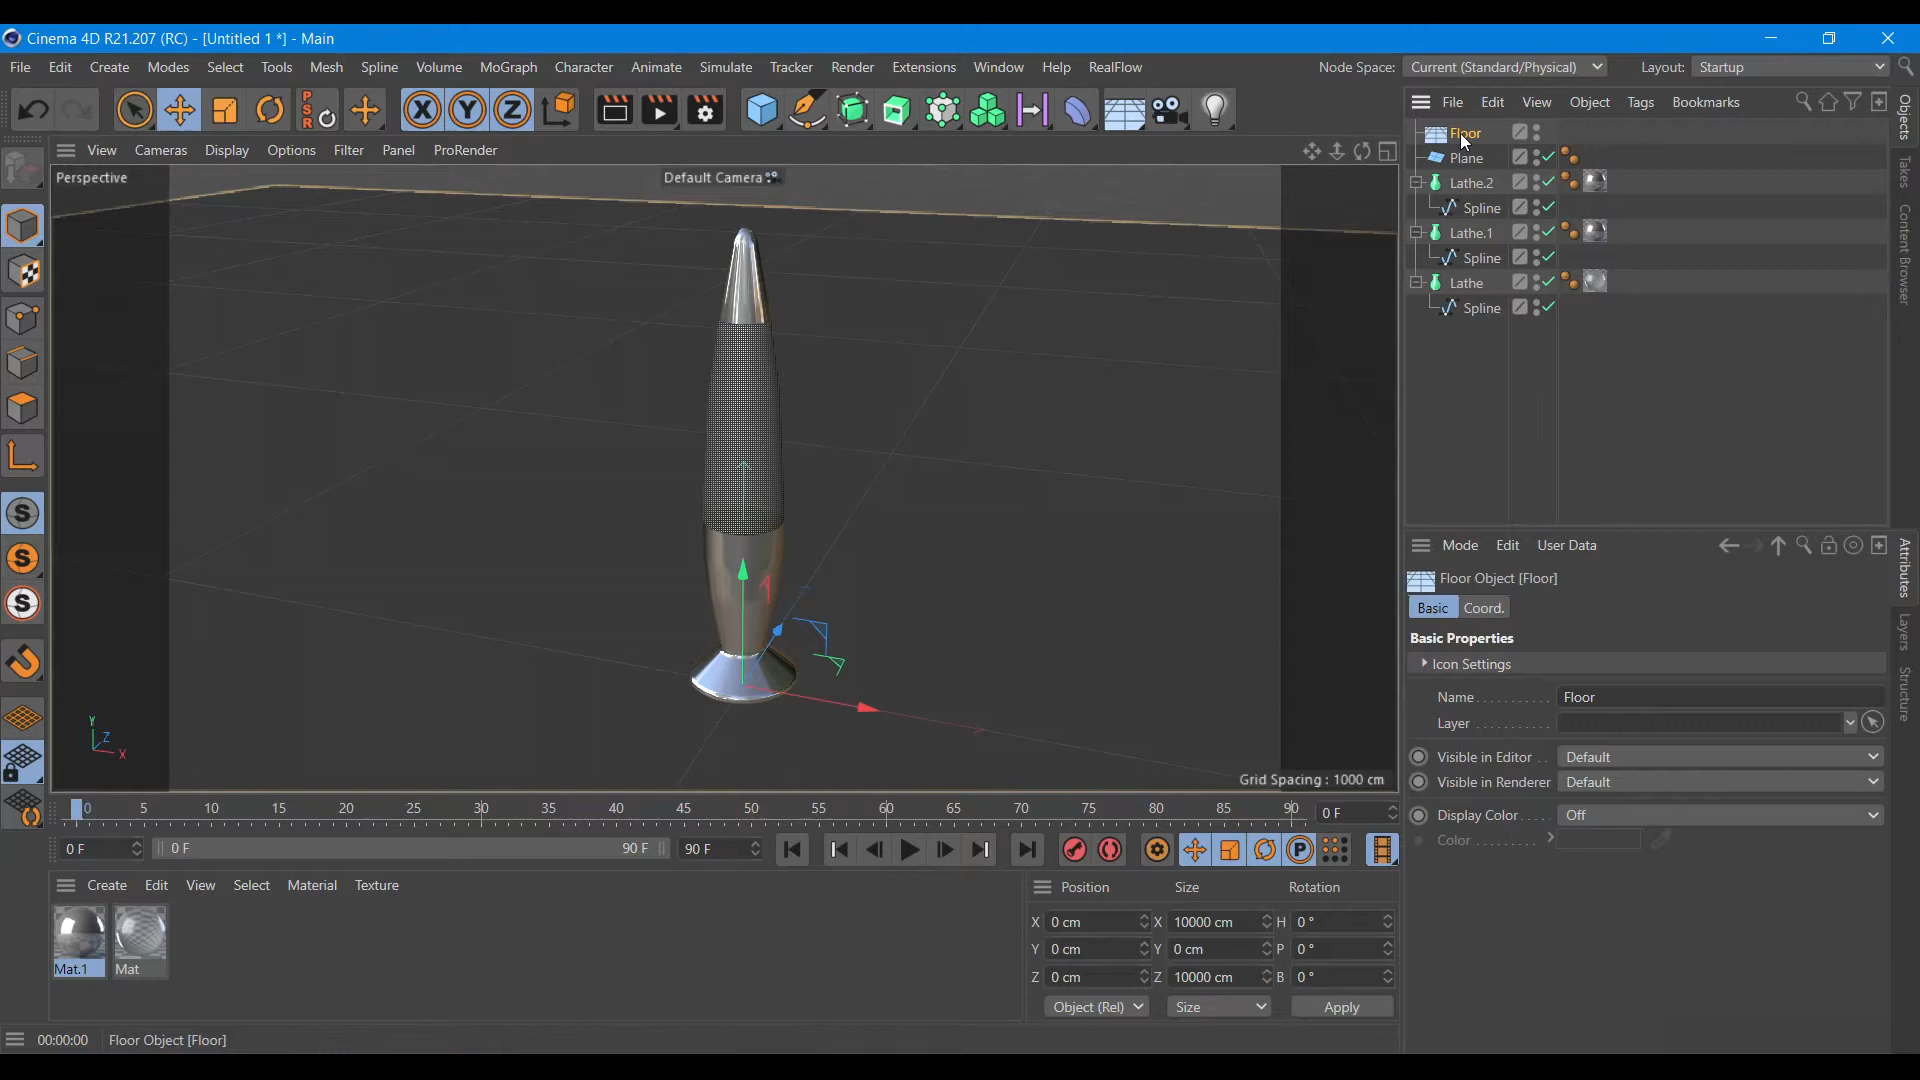 Cinema 4D R21.207 (RC) - [Untitled 1 *] - Main
File Edit Create Modes Select Tools Mesh Spline Volume MoGraph Character Animate Simulate Tracker Render Extensions Window Help RealFlow Node Space: Current (Standard/Physical) Layout: Startup
PSR X Y Z
File Edit View Object Tags Bookmarks
View Cameras Display Options Filter Panel ProRender
Perspective
Default Camera
Floor
Plane
Lathe.2
Spline
Lathe.1
Spline
Lathe
Spline
Objects
Takes
Content Browser
S
S
S
Y
Z
X
Grid Spacing : 1000 cm
Mode Edit User Data
Floor Object [Floor]
Basic Coord.
Basic Properties
Icon Settings
Name Floor
Layer
Visible in Editor Default
Visible in Renderer Default
Display Color Off
Color
Attributes
Layers
Structure
0 5 10 15 20 25 30 35 40 45 50 55 60 65 70 75 80 85 90 0 F
0 F 0 F 90 F 90 F P
Create Edit View Select Material Texture
Mat.1 Mat
Position Size Rotation
X 0 cm X 10000 cm H 0 °
Y 0 cm Y 0 cm P 0 °
Z 0 cm Z 10000 cm B 0 °
Object (Rel) Size Apply
00:00:00 Floor Object [Floor]